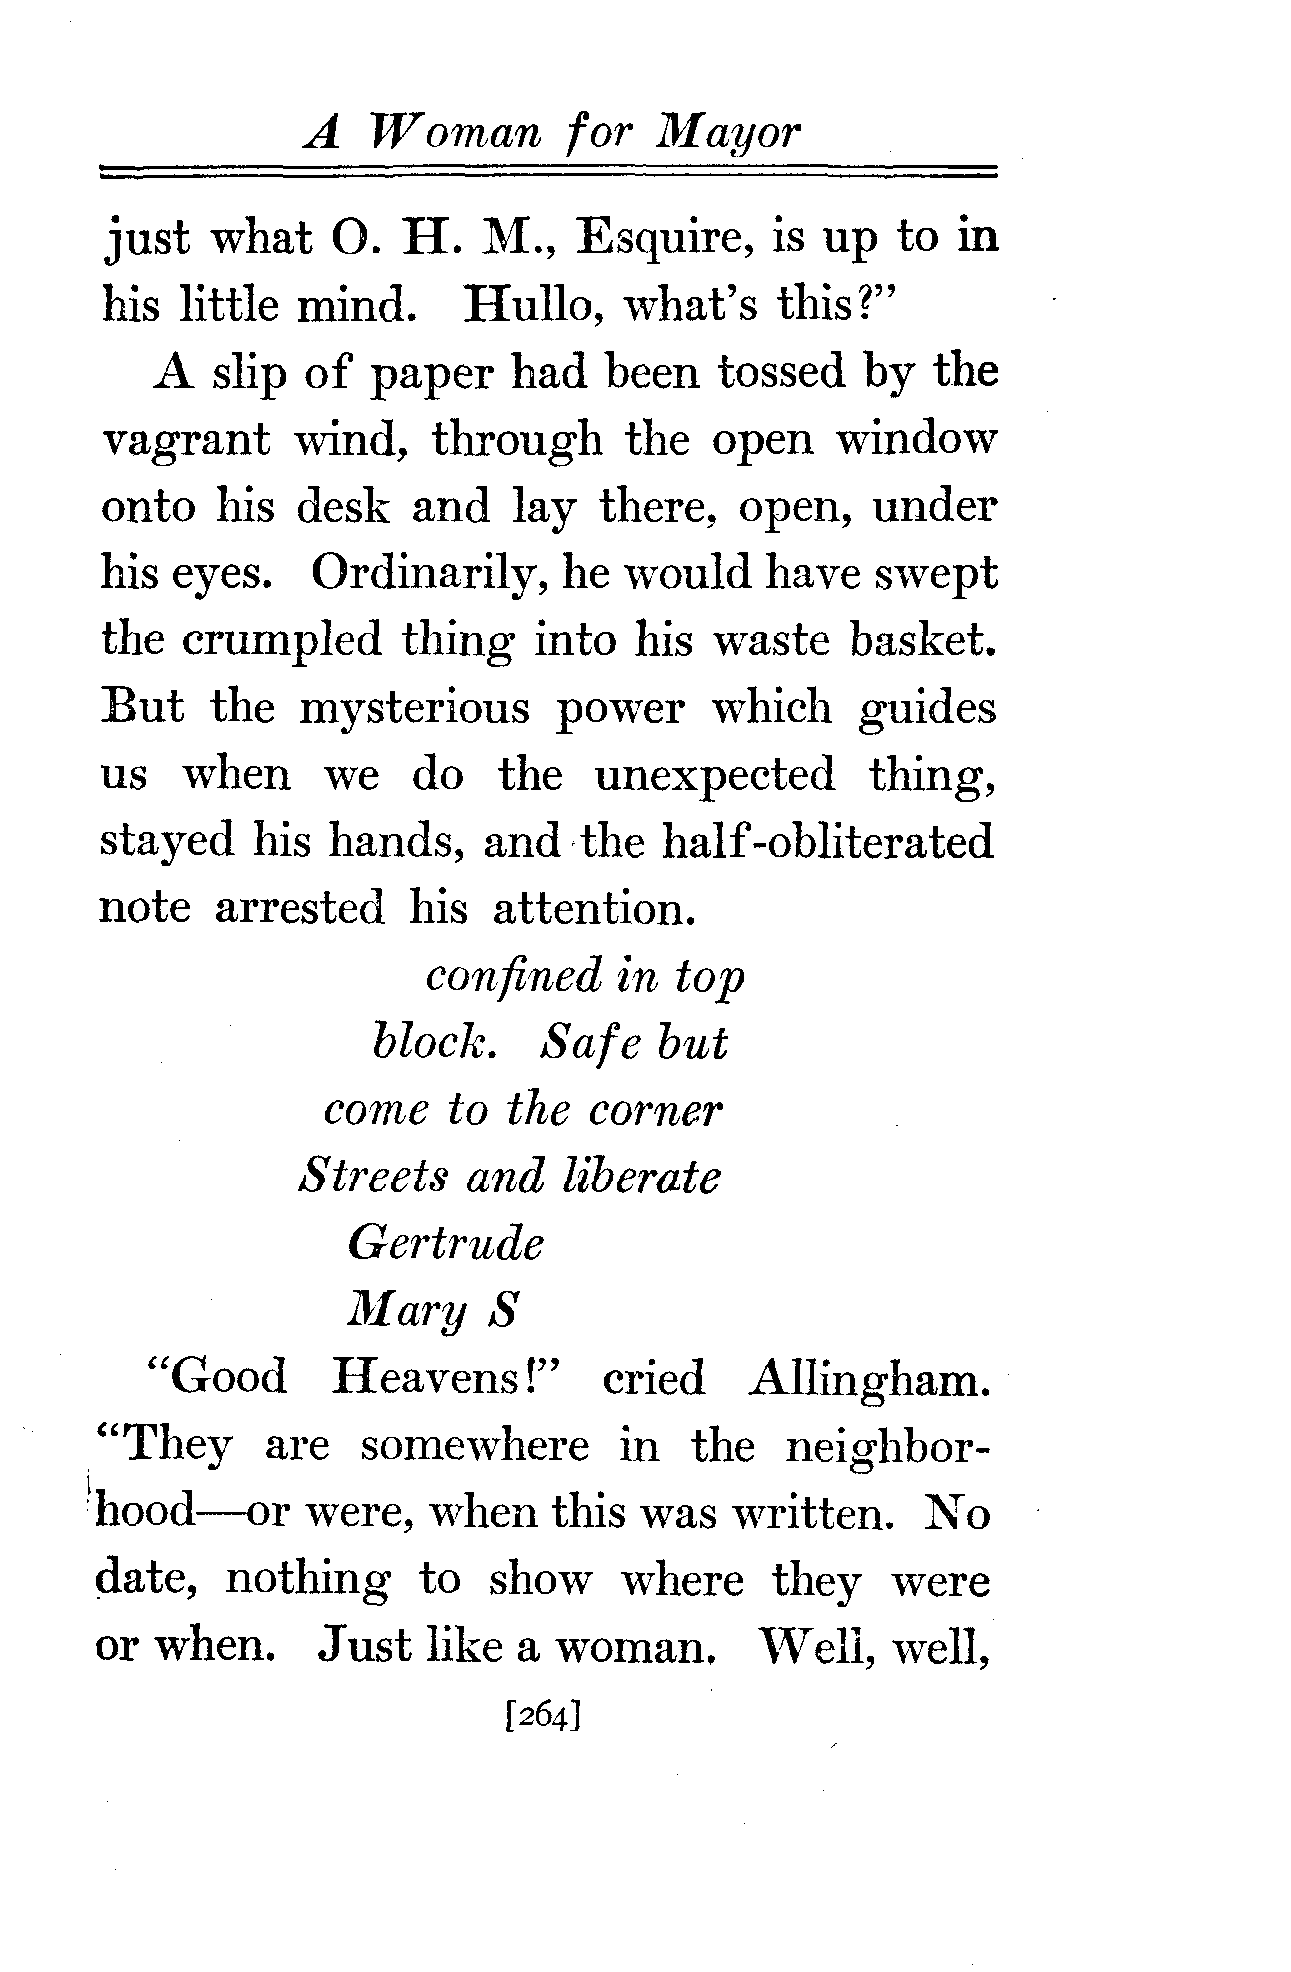 A Woman for Mayor
just what O. H. M., Esquire, is up to in
his little mind. Hullo, what's this?”
A slip of paper had been tossed by the
vagrant wind, through the open window
onto his desk and lay there, open, under
his eyes. Ordinarily, he would have swept
the crumpled thing into his waste basket.
But the mysterious power which guides
us when we do the unexpected thing,
stayed his hands, and the half-obliterated
note arrested his attention.
confined in top
block. Safe but
come to the corner
Streets and liberate
Gertrude
Mary S
“Good Heavens!” cried Allingham.
“They are somewhere in the neighbor-
hood—or were, when this was written. No
date, nothing to show where they were
or when. Just like a woman. Well, well,
[264]